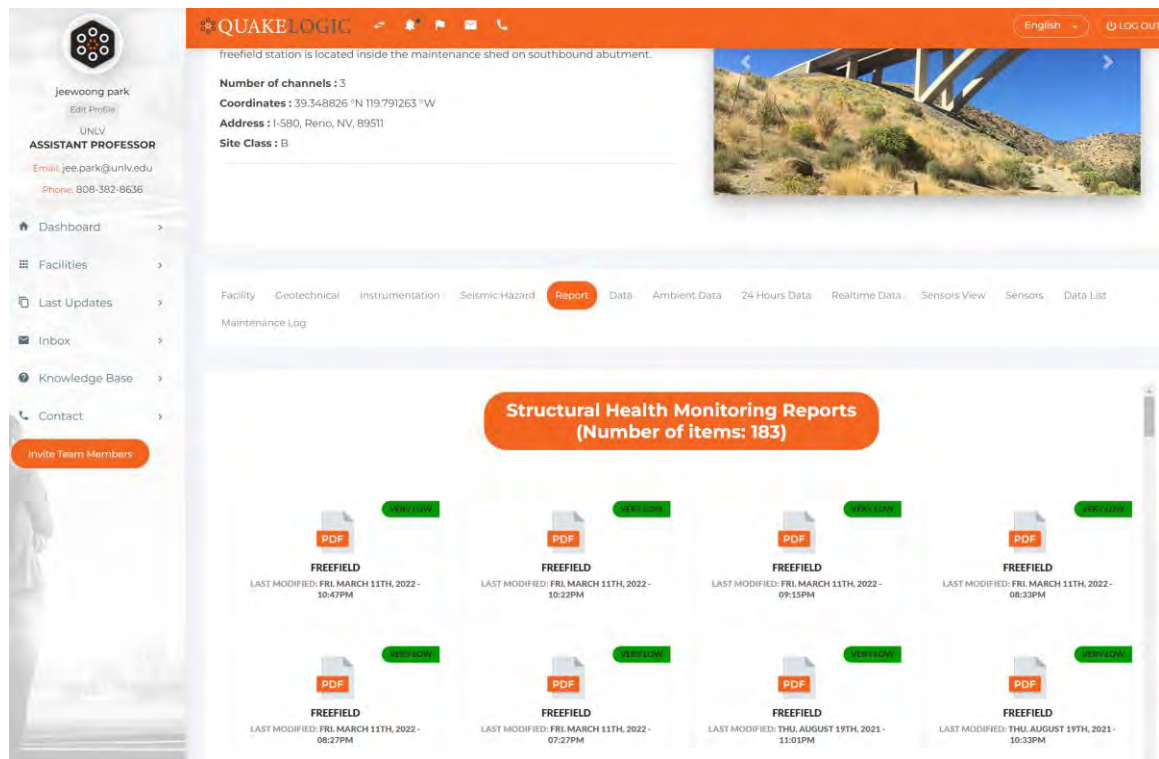 QUAKELOGIC
English
LOG OUT
jeewoong park
Edit Profile
UNLV
ASSISTANT PROFESSOR
Email: jee.park@unlv.edu
Phone: 808-382-8636
Dashboard
Facilities
Last Updates
Inbox
Knowledge Base
Contact
Invite Team Members
freefield station is located inside the maintenance shed on southbound abutment.
Number of channels : 3
Coordinates : 39.348826 °N 119.791263 °W
Address : I-580, Reno, NV, 89511
Site Class : B
Facility Geotechnical Instrumentation Seismic Hazard Report Data Ambient Data 24 Hours Data Realtime Data Sensors View Sensors Data List
Maintenance Log
Structural Health Monitoring Reports
(Number of items: 183)
VERY LOW VERY LOW VERY LOW VERY LOW
PDF PDF PDF PDF
FREEFIELD FREEFIELD FREEFIELD FREEFIELD
LAST MODIFIED: FRI. MARCH 11TH, 2022 - LAST MODIFIED: FRI. MARCH 11TH, 2022 - LAST MODIFIED: FRI. MARCH 11TH, 2022 - LAST MODIFIED: FRI. MARCH 11TH, 2022 -
10:47PM 10:22PM 09:15PM 08:33PM
VERY LOW VERY LOW VERY LOW VERY LOW
PDF PDF PDF PDF
FREEFIELD FREEFIELD FREEFIELD FREEFIELD
LAST MODIFIED: FRI. MARCH 11TH, 2022 - LAST MODIFIED: FRI. MARCH 11TH, 2022 - LAST MODIFIED: THU. AUGUST 19TH, 2021 - LAST MODIFIED: THU. AUGUST 19TH, 2021 -
08:27PM 07:27PM 11:01PM 10:33PM